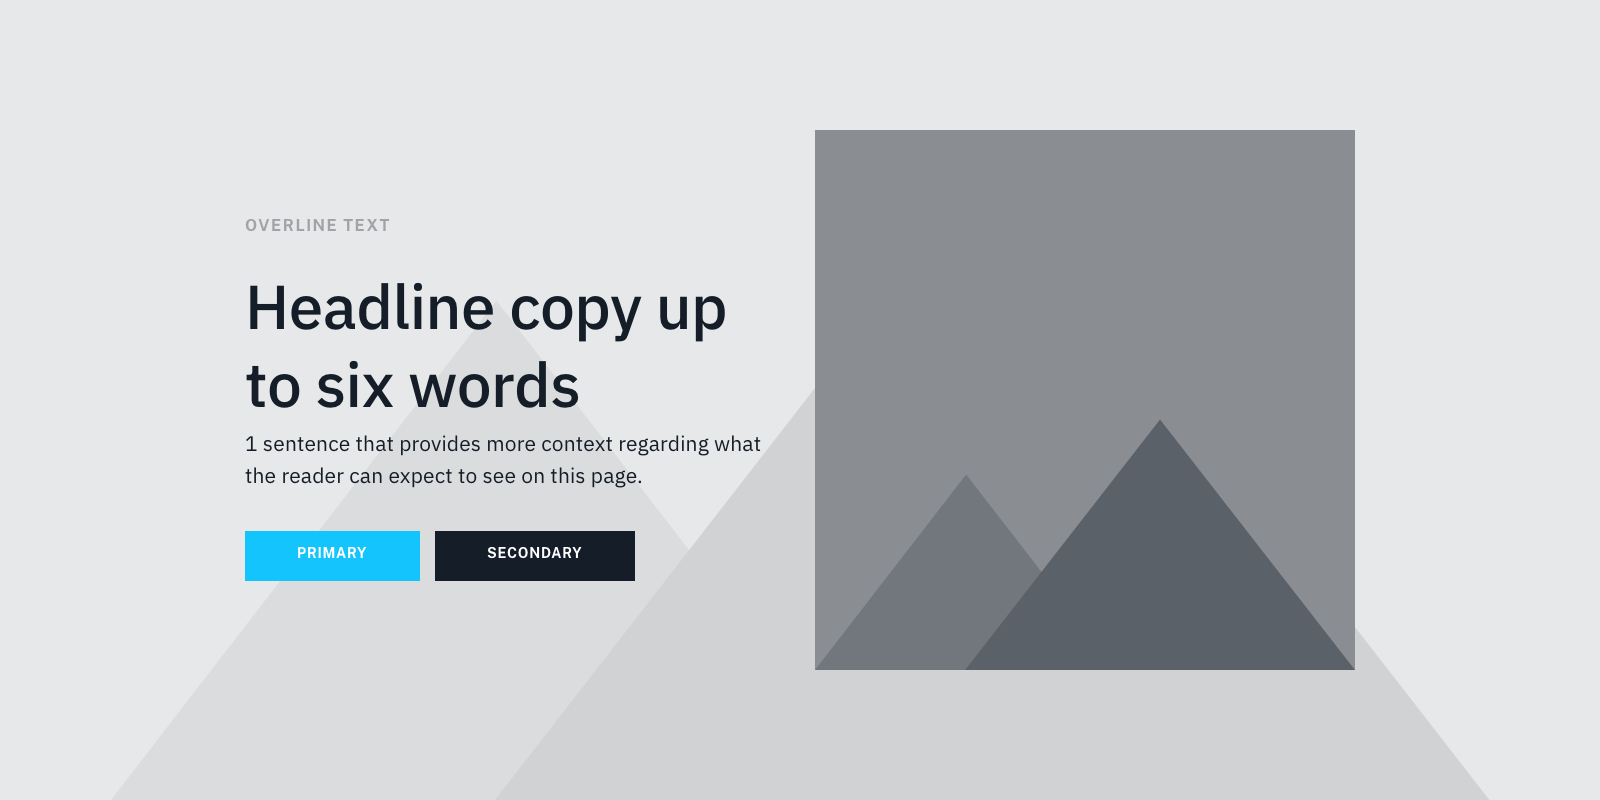 OVERLINE TEXT
Headline copy up
to six words
1 sentence that provides more context regarding what
the reader can expect to see on this page.
PRIMARY
SECONDARY